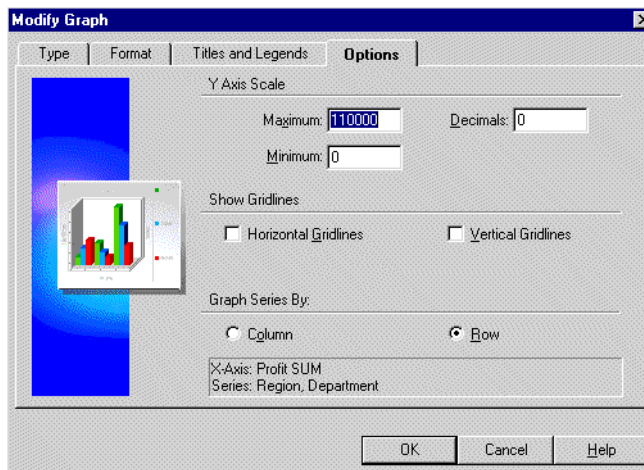 Modify Graph
Type Format Titles and Legends Options
Y Axis Scale
Maximum: 110000 Decimals: 0
Minimum: 0
Show Gridlines
Horizontal Gridlines Vertical Gridlines
Graph Series By:
Column Row
X-Axis: Profit SUM
Series: Region, Department
OK Cancel Help